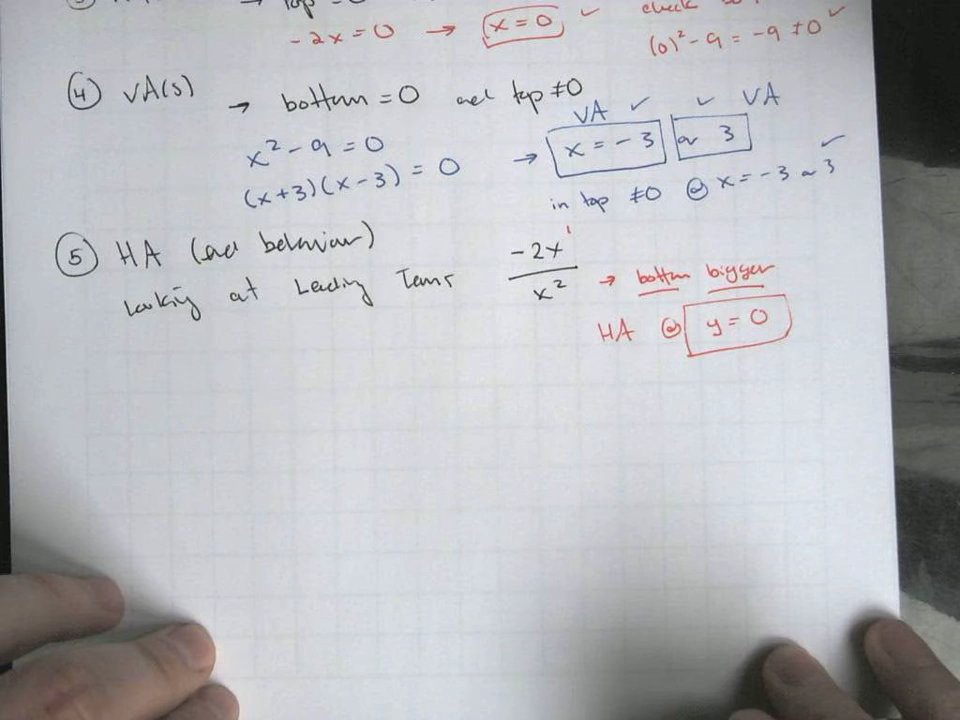 -2x = 0 → x = 0 ✓ check
(0)² - 9 = -9 ≠ 0 ✓
④ VA(s) → bottom = 0 and top ≠ 0
VA ✓ ✓ VA
x² - 9 = 0
(x+3)(x-3) = 0 → x = -3 or 3
in top ≠ 0 @ x = -3 or 3 ✓
⑤ HA (end behavior)
Looking at Leading Terms -2x¹/x² → bottom bigger
HA @ y = 0